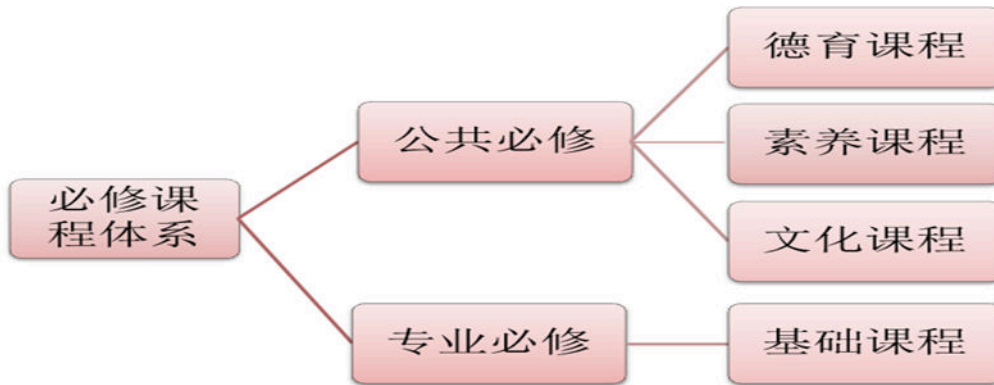 必修课
程体系
公共必修
专业必修
德育课程
素养课程
文化课程
基础课程